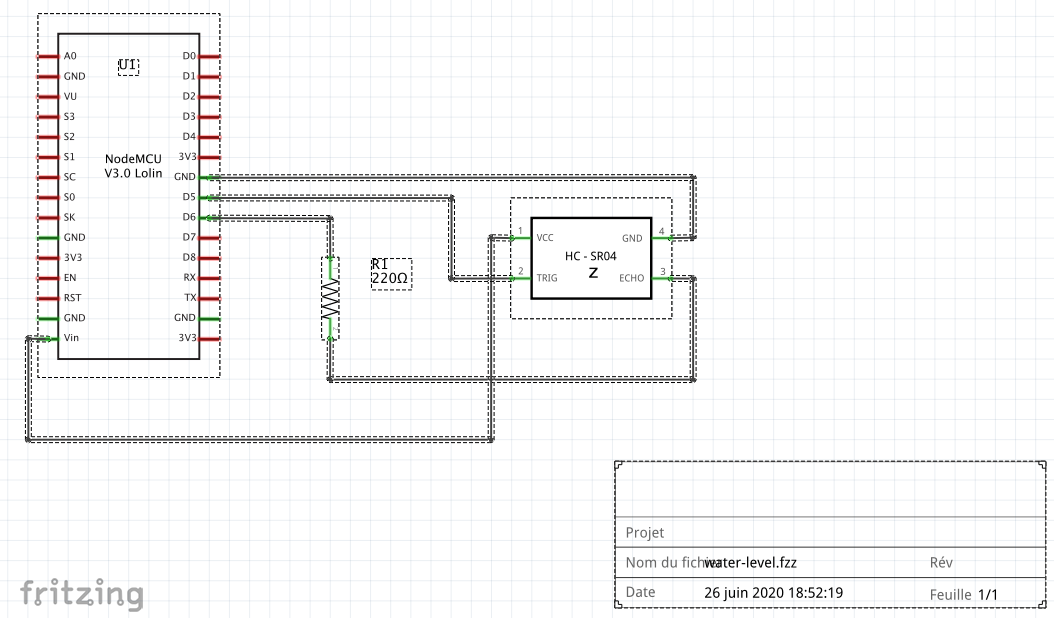 U1
A0
GND
VU
S3
S2
S1
SC
S0
SK
GND
3V3
EN
RST
GND
Vin
NodeMCU
V3.0 Lolin
D0
D1
D2
D3
D4
3V3
GND
D5
D6
D7
D8
RX
TX
GND
3V3
R1
220Ω
1 VCC
GND 4
HC - SR04
Z
2 TRIG
ECHO 3
Projet
Nom du fichier water-level.fzz Rév
Date 26 juin 2020 18:52:19 Feuille 1/1
fritzing